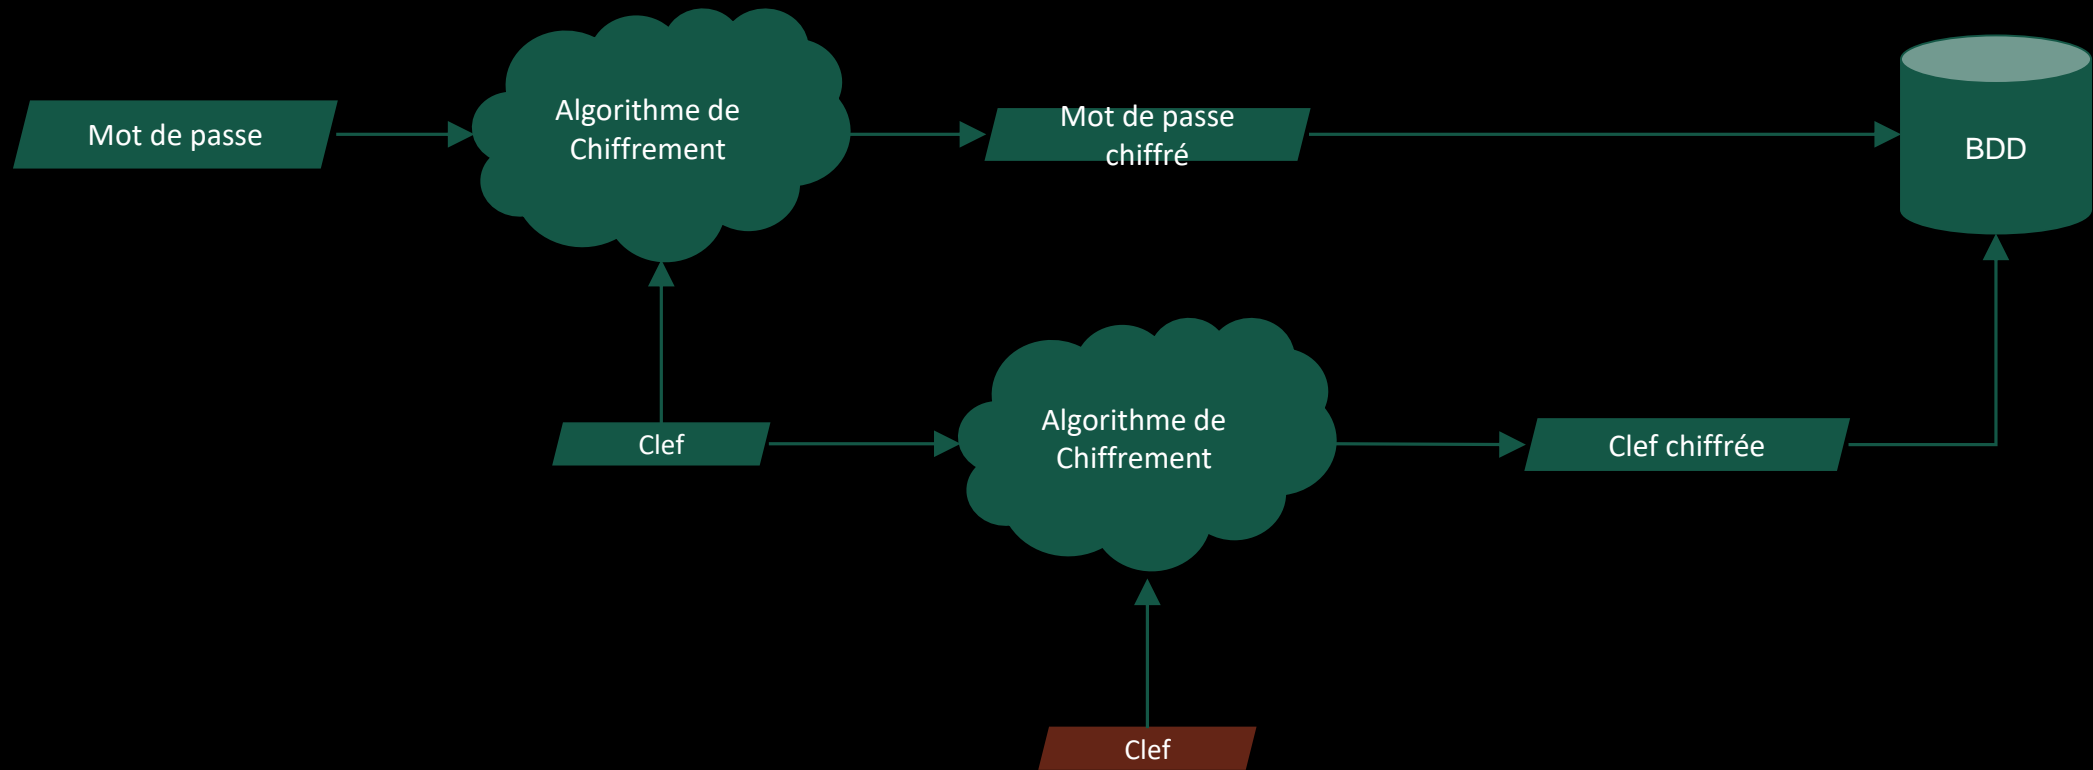 Mot de passe
Algorithme de
Chiffrement
Mot de passe
chiffré
BDD
Clef
Algorithme de
Chiffrement
Clef chiffrée
Clef